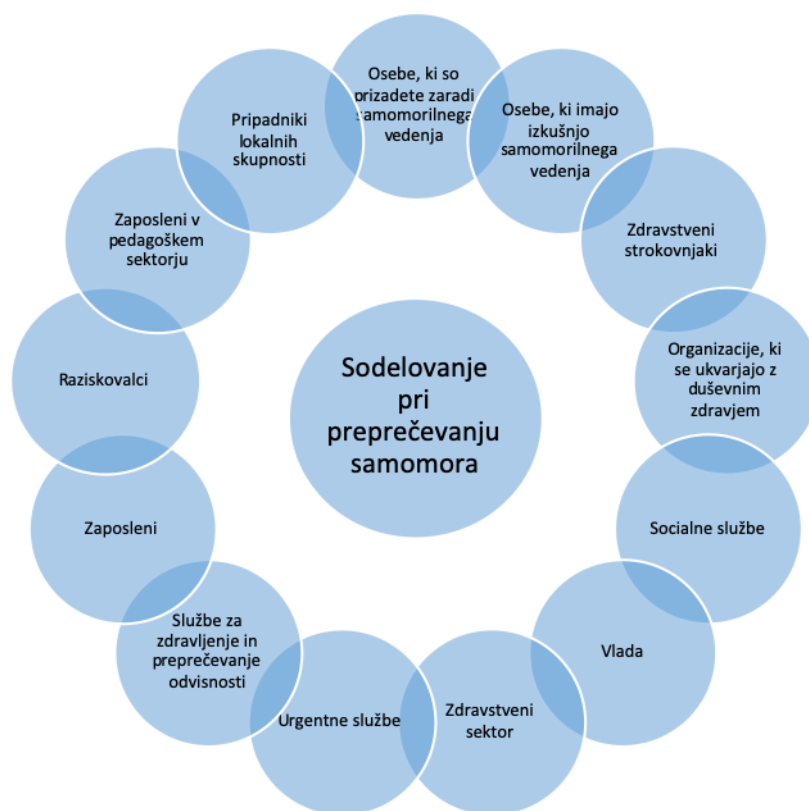 Osebe, ki so
prizadete zaradi
samomorilnega
vedenja
Osebe, ki imajo
izkušnjo
samomorilnega
vedenja
Zdravstveni
strokovnjaki
Organizacije, ki
se ukvarjajo z
duševnim
zdravjem
Socialne službe
Vlada
Zdravstveni
sektor
Urgentne službe
Službe za
zdravljenje in
preprečevanje
odvisnosti
Zaposleni
Raziskovalci
Zaposleni v
pedagoškem
sektorju
Pripadniki
lokalnih
skupnosti
Sodelovanje
pri
preprečevanju
samomora